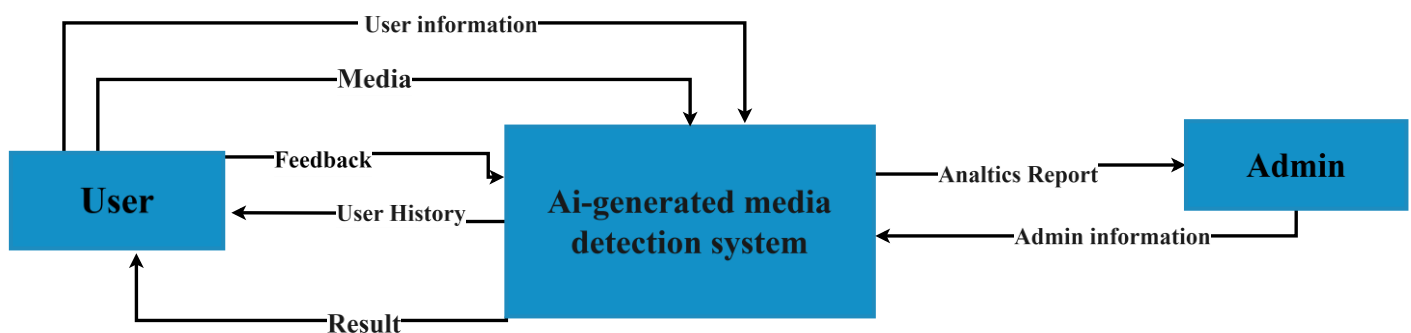 User information
Media
Feedback
User
User History
Result
Ai-generated media
detection system
Analtics Report
Admin information
Admin